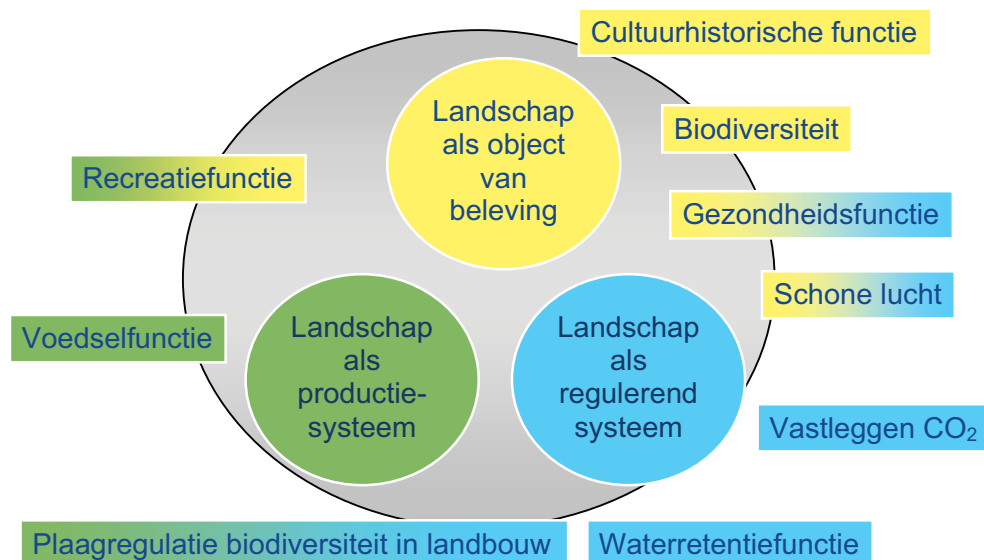 Cultuurhistorische functie
Landschap
als object
van
beleving
Biodiversiteit
Recreatiefunctie
Gezondheidsfunctie
Schone lucht
Voedselfunctie
Landschap
als
productie-
systeem
Landschap
als
regulerend
systeem
Vastleggen CO₂
Plaagregulatie biodiversiteit in landbouw
Waterretentiefunctie